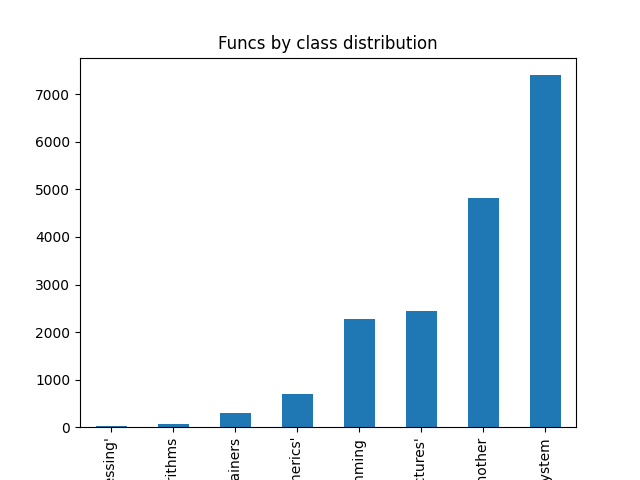 Funcs by class distribution
7000
6000
5000
4000
3000
2000
1000
0
essing'
rithms
ainers
nerics'
mming
ctures'
nother
ystem